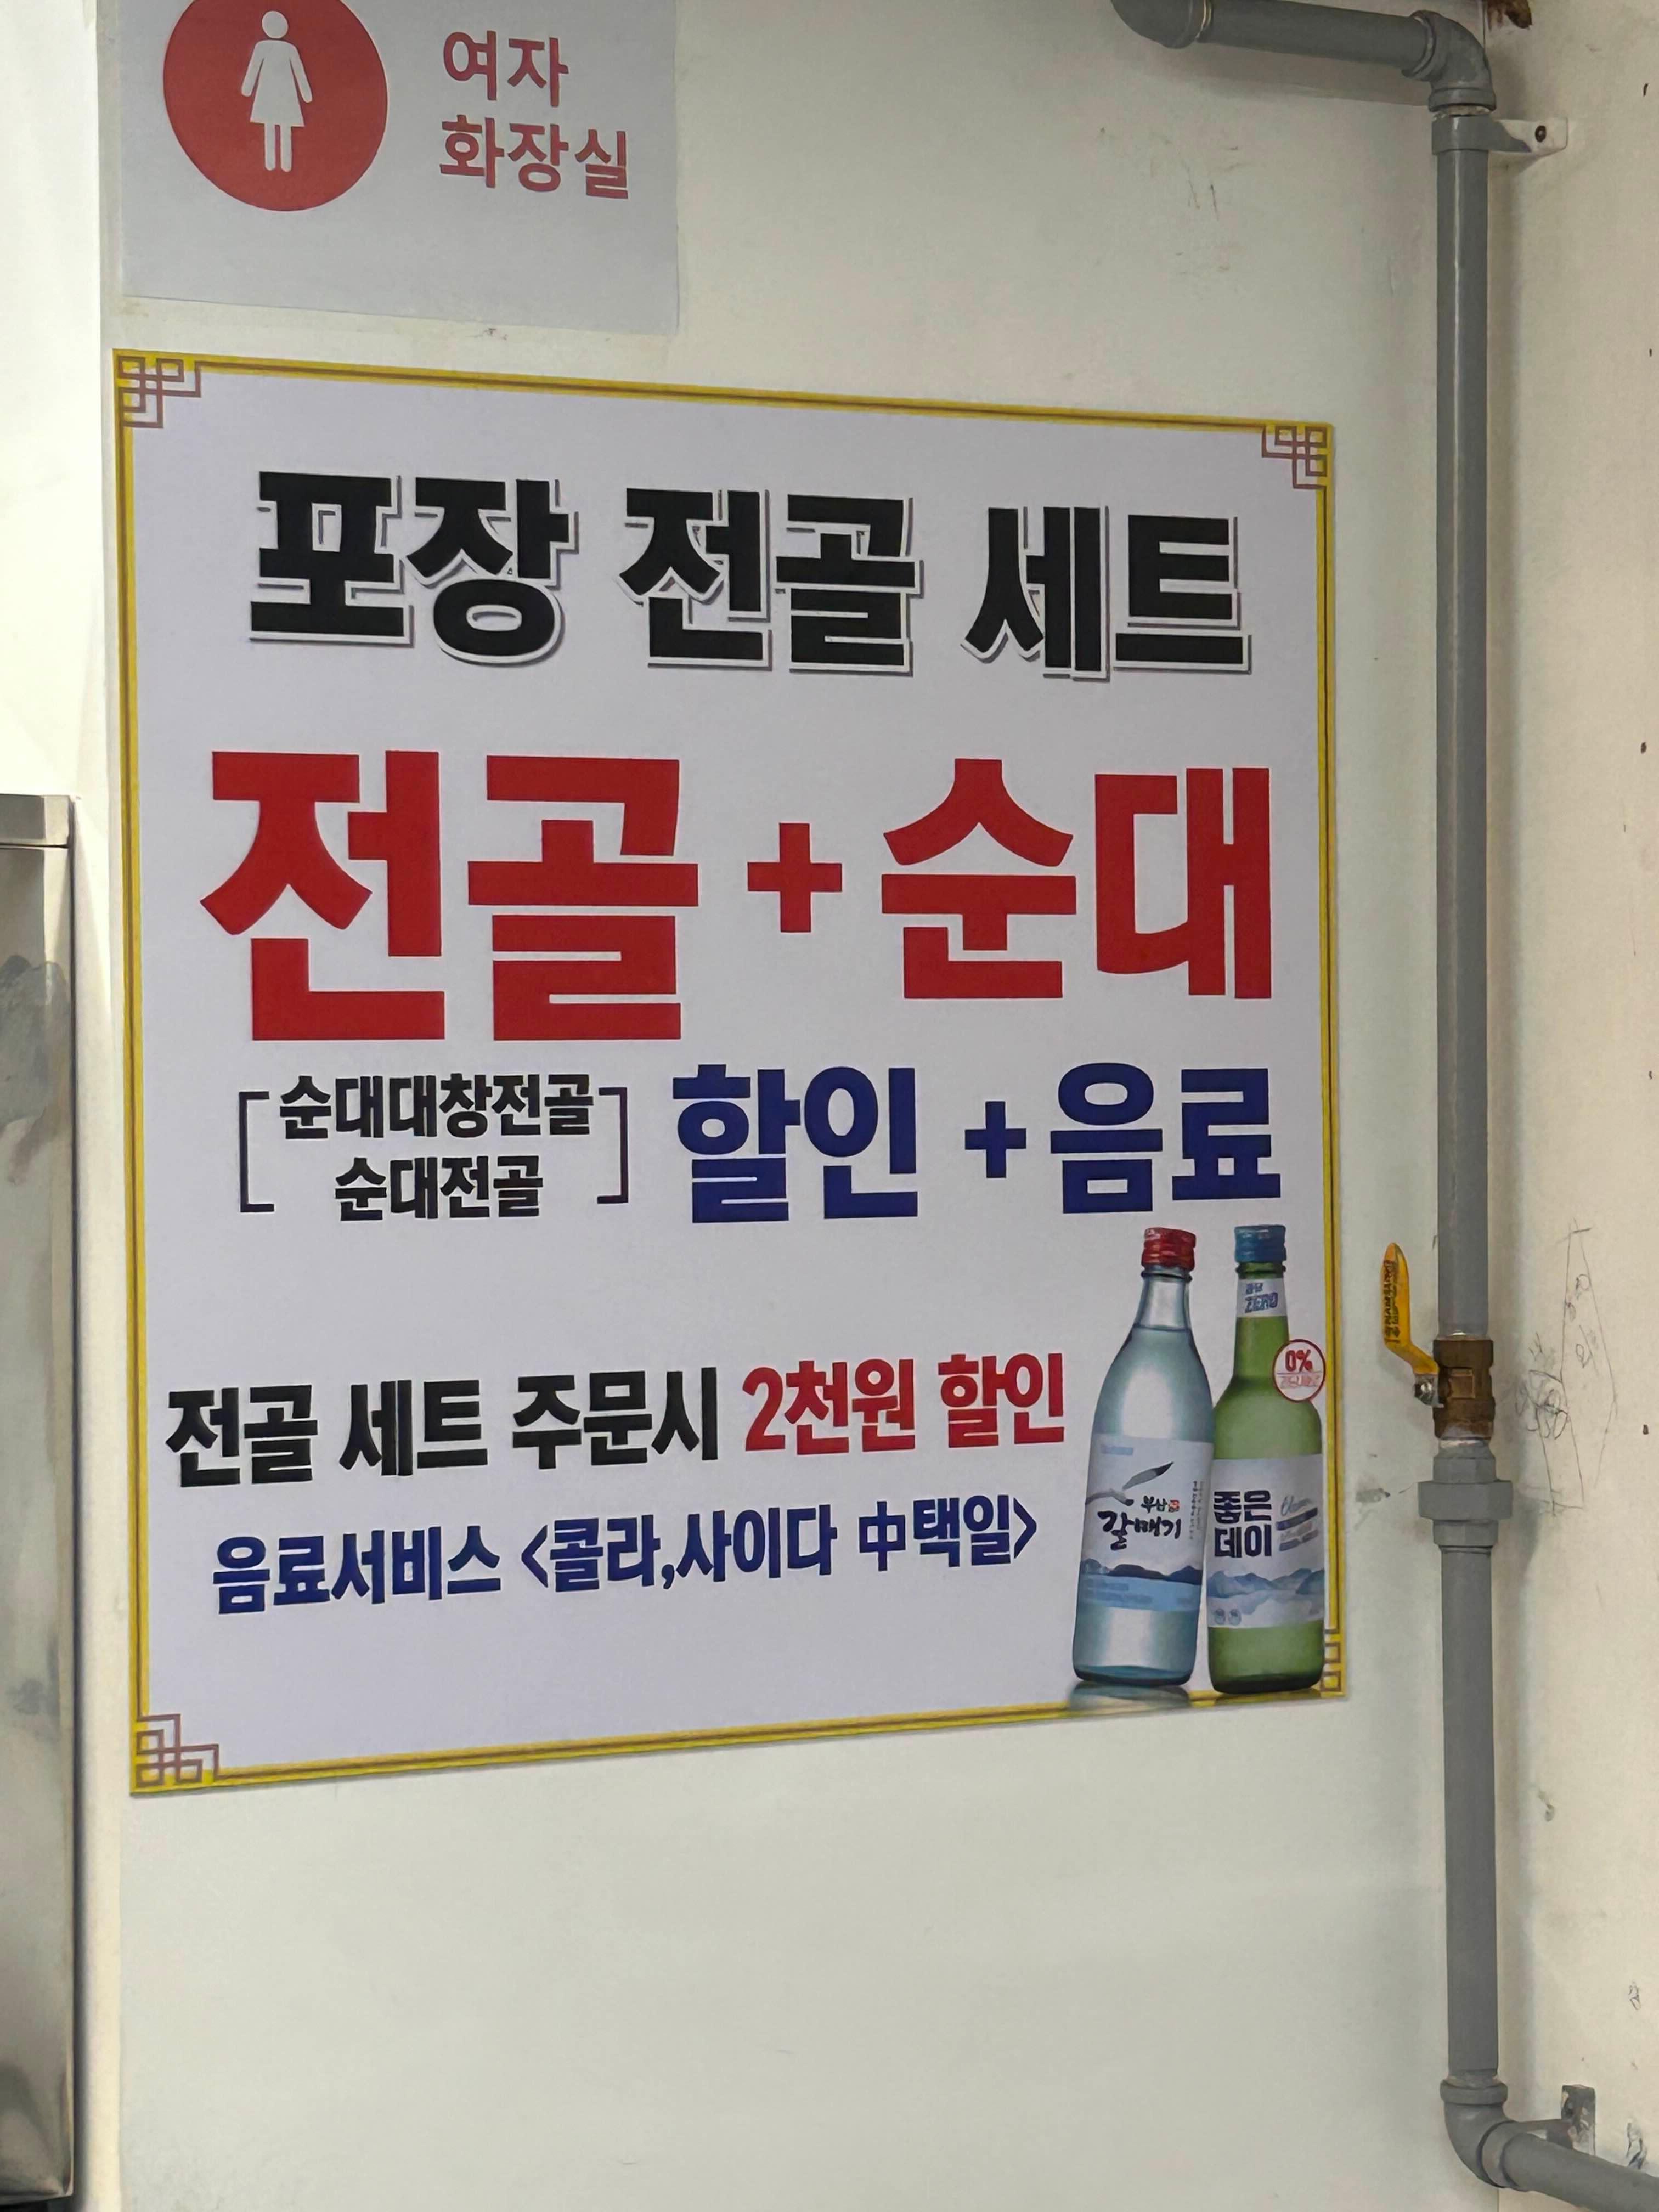 여자
화장실
포장 전골 세트
전골+순대
[순대대창전골
순대전골]
할인+음료
전골 세트 주문시 2천원 할인
음료서비스 <콜라,사이다 中택일>
ZERO
0%
부산
갈매기
좋은
데이